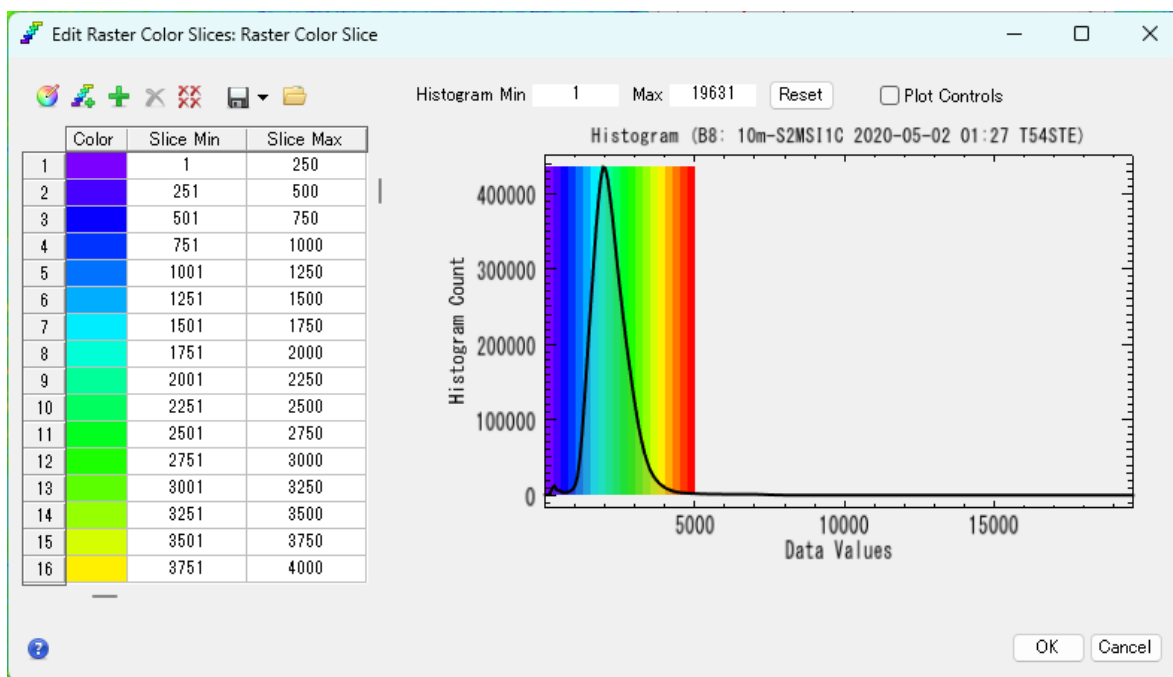 Edit Raster Color Slices: Raster Color Slice
Histogram Min 1 Max 19631 Reset Plot Controls
Color Slice Min Slice Max
1 1 250
2 251 500
3 501 750
4 751 1000
5 1001 1250
6 1251 1500
7 1501 1750
8 1751 2000
9 2001 2250
10 2251 2500
11 2501 2750
12 2751 3000
13 3001 3250
14 3251 3500
15 3501 3750
16 3751 4000
Histogram (B8: 10m-S2MSI1C 2020-05-02 01:27 T54STE)
Histogram Count
400000
300000
200000
100000
0
5000 10000 15000
Data Values
OK Cancel